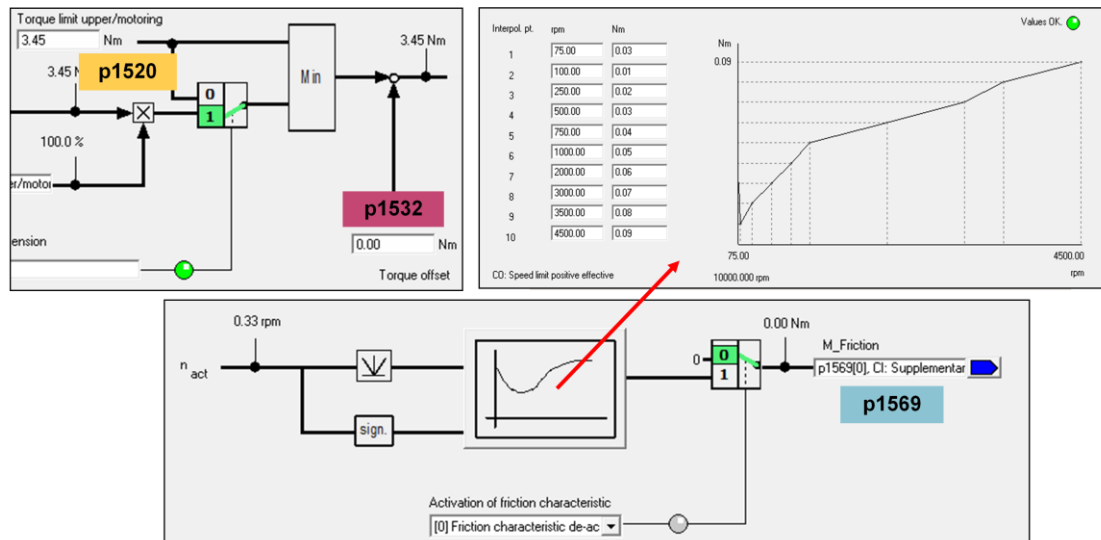 Torque limit upper/motoring
3.45 Nm
p1520
3.45 N
0
1
Min
3.45 Nm
100.0 %
er/motor
p1532
0.00 Nm
ension
Torque offset
Interpol. pt. rpm Nm
1 75.00 0.03
2 100.00 0.01
3 250.00 0.02
4 500.00 0.03
5 750.00 0.04
6 1000.00 0.05
7 2000.00 0.06
8 3000.00 0.07
9 3500.00 0.08
10 4500.00 0.09
CO: Speed limit positive effective
10000.000 rpm
Values OK.
Nm
0.09
75.00
4500.00
rpm
0.33 rpm
n act
sign.
0
0
1
0.00 Nm
M_Friction
p1569[0], CI: Supplementar
p1569
Activation of friction characteristic
[0] Friction characteristic de-ac